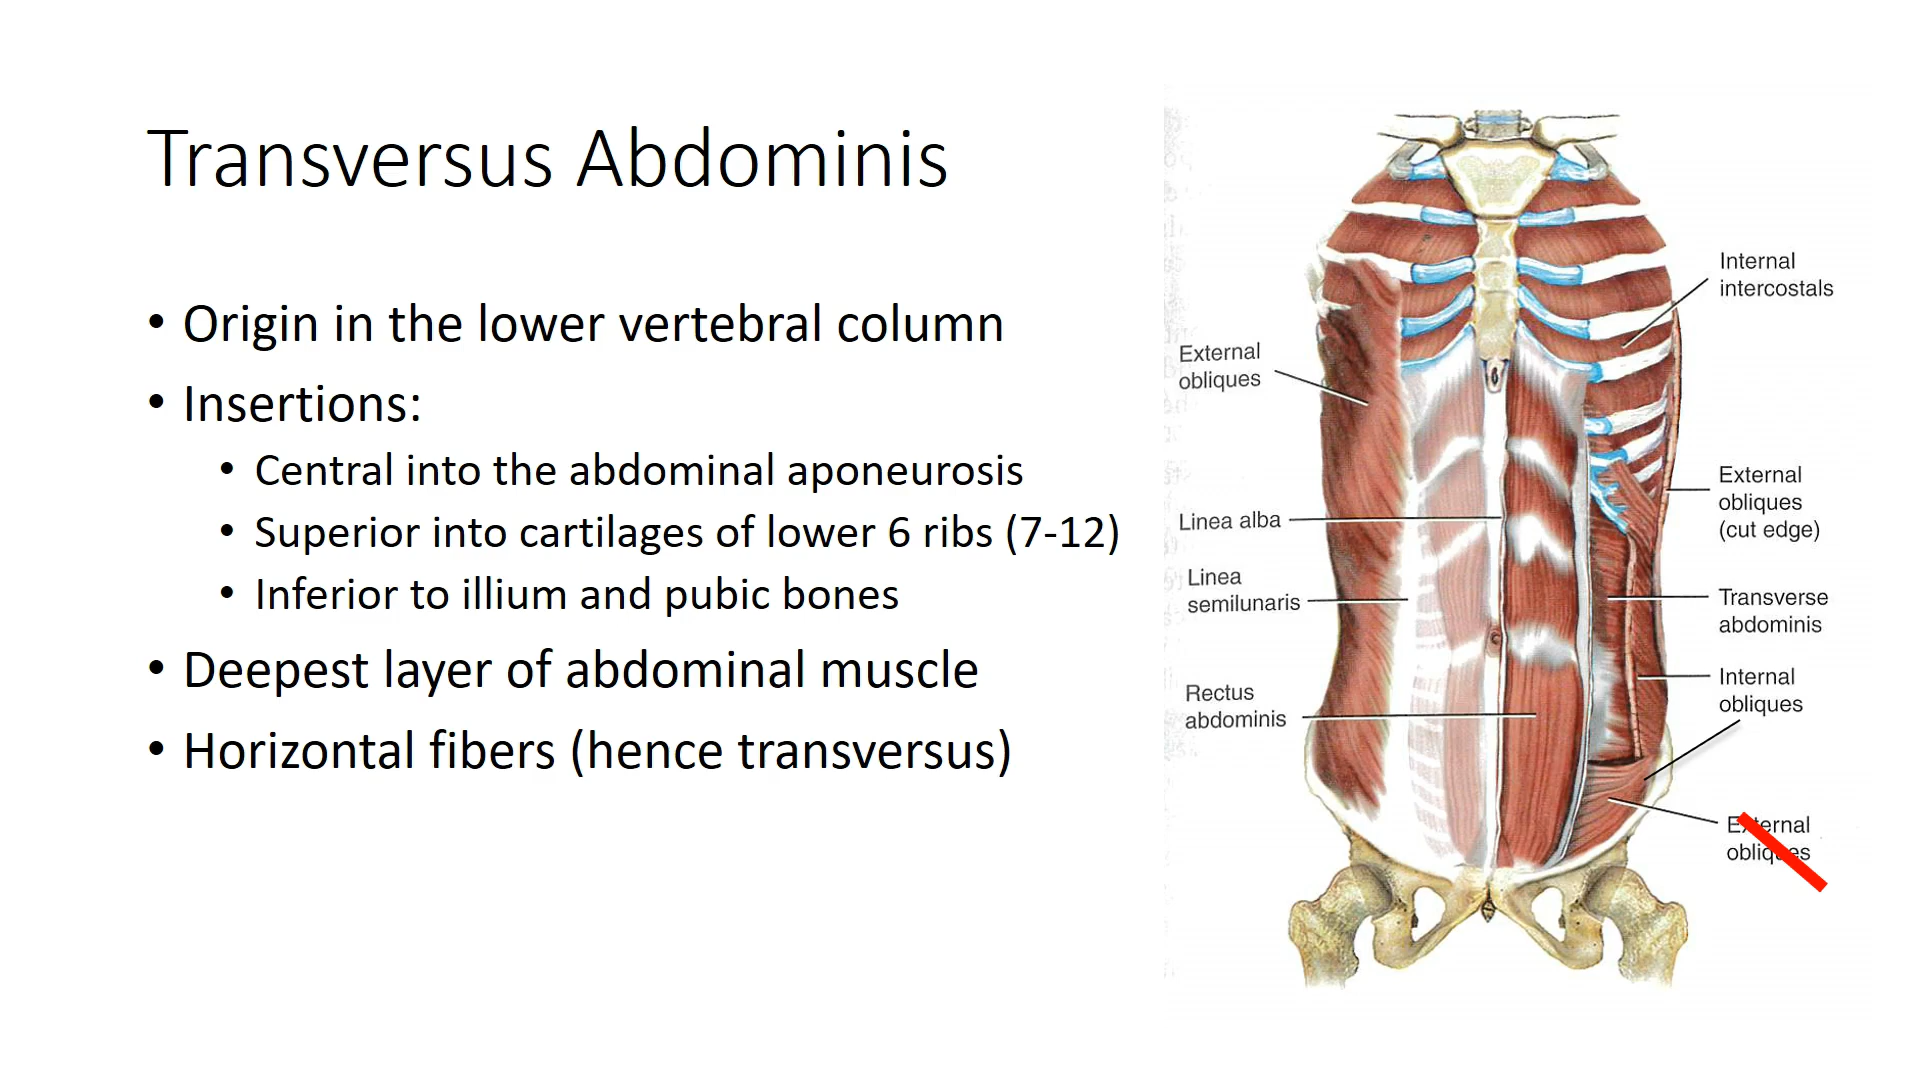 Transversus Abdominis
• Origin in the lower vertebral column
• Insertions:
• Central into the abdominal aponeurosis
• Superior into cartilages of lower 6 ribs (7-12)
• Inferior to illium and pubic bones
• Deepest layer of abdominal muscle
• Horizontal fibers (hence transversus)
Internal
intercostals
External
obliques
External
obliques
(cut edge)
Linea alba
Linea
semilunaris
Transverse
abdominis
Internal
obliques
Rectus
abdominis
External
obliques